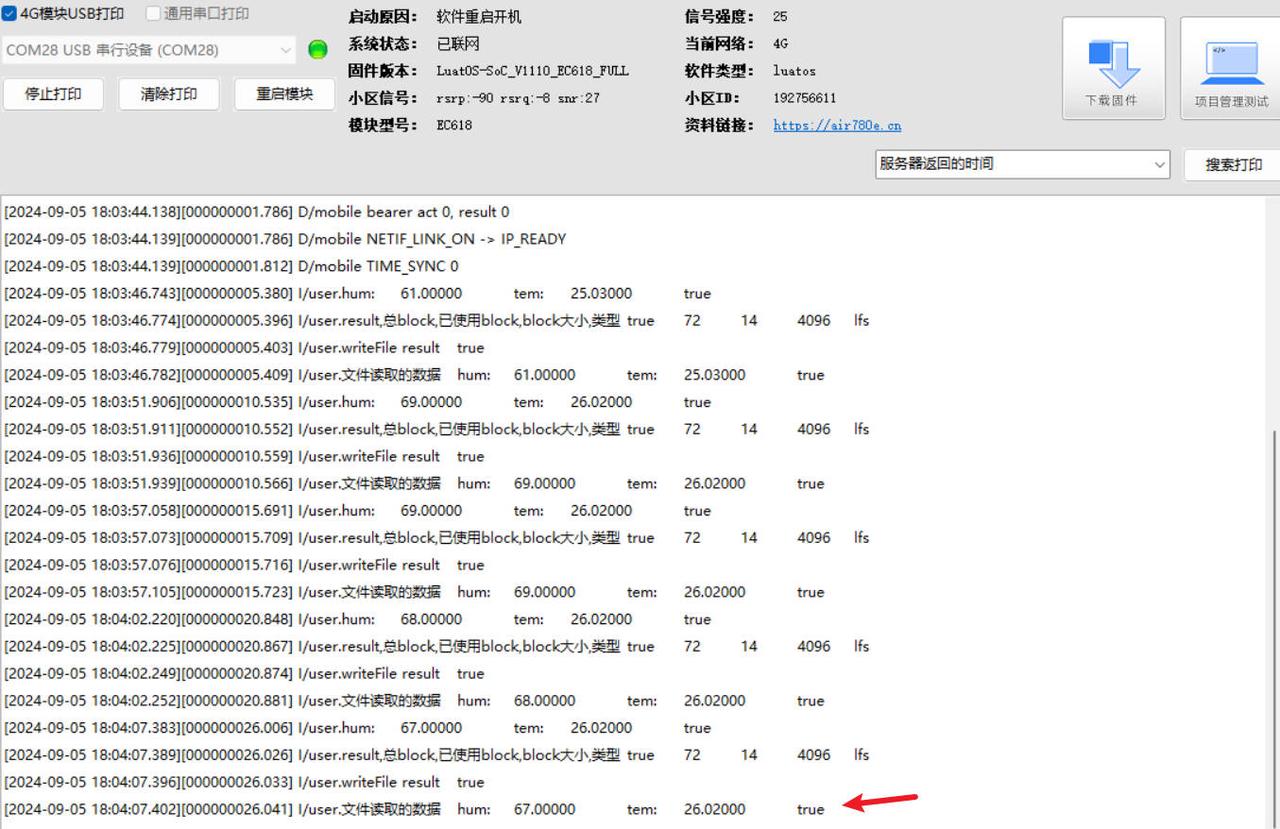 4G模块USB打印 通用串口打印
COM28 USB 串行设备 (COM28)
停止打印 清除打印 重启模块
启动原因： 软件重启开机
系统状态： 已联网
固件版本： LuatOS-SoC_V1110_EC618_FULL
小区信号： rsrp:-90 rsrq:-8 snr:27
模块型号： EC618
信号强度： 25
当前网络： 4G
软件类型： luatos
小区ID： 192756611
资料链接： https://air780e.cn
下载固件
项目管理测试
服务器返回的时间 搜索打印
[2024-09-05 18:03:44.138][000000001.786] D/mobile bearer act 0, result 0
[2024-09-05 18:03:44.139][000000001.786] D/mobile NETIF_LINK_ON -> IP_READY
[2024-09-05 18:03:44.139][000000001.812] D/mobile TIME_SYNC 0
[2024-09-05 18:03:46.743][000000005.380] I/user.hum: 61.00000 tem: 25.03000 true
[2024-09-05 18:03:46.774][000000005.396] I/user.result,总block,已使用block,block大小,类型 true 72 14 4096 lfs
[2024-09-05 18:03:46.779][000000005.403] I/user.writeFile result true
[2024-09-05 18:03:46.782][000000005.409] I/user.文件读取的数据 hum: 61.00000 tem: 25.03000 true
[2024-09-05 18:03:51.906][000000010.535] I/user.hum: 69.00000 tem: 26.02000 true
[2024-09-05 18:03:51.911][000000010.552] I/user.result,总block,已使用block,block大小,类型 true 72 14 4096 lfs
[2024-09-05 18:03:51.936][000000010.559] I/user.writeFile result true
[2024-09-05 18:03:51.939][000000010.566] I/user.文件读取的数据 hum: 69.00000 tem: 26.02000 true
[2024-09-05 18:03:57.058][000000015.691] I/user.hum: 69.00000 tem: 26.02000 true
[2024-09-05 18:03:57.073][000000015.709] I/user.result,总block,已使用block,block大小,类型 true 72 14 4096 lfs
[2024-09-05 18:03:57.076][000000015.716] I/user.writeFile result true
[2024-09-05 18:03:57.105][000000015.723] I/user.文件读取的数据 hum: 69.00000 tem: 26.02000 true
[2024-09-05 18:04:02.220][000000020.848] I/user.hum: 68.00000 tem: 26.02000 true
[2024-09-05 18:04:02.225][000000020.867] I/user.result,总block,已使用block,block大小,类型 true 72 14 4096 lfs
[2024-09-05 18:04:02.249][000000020.874] I/user.writeFile result true
[2024-09-05 18:04:02.252][000000020.881] I/user.文件读取的数据 hum: 68.00000 tem: 26.02000 true
[2024-09-05 18:04:07.383][000000026.006] I/user.hum: 67.00000 tem: 26.02000 true
[2024-09-05 18:04:07.389][000000026.026] I/user.result,总block,已使用block,block大小,类型 true 72 14 4096 lfs
[2024-09-05 18:04:07.396][000000026.033] I/user.writeFile result true
[2024-09-05 18:04:07.402][000000026.041] I/user.文件读取的数据 hum: 67.00000 tem: 26.02000 true